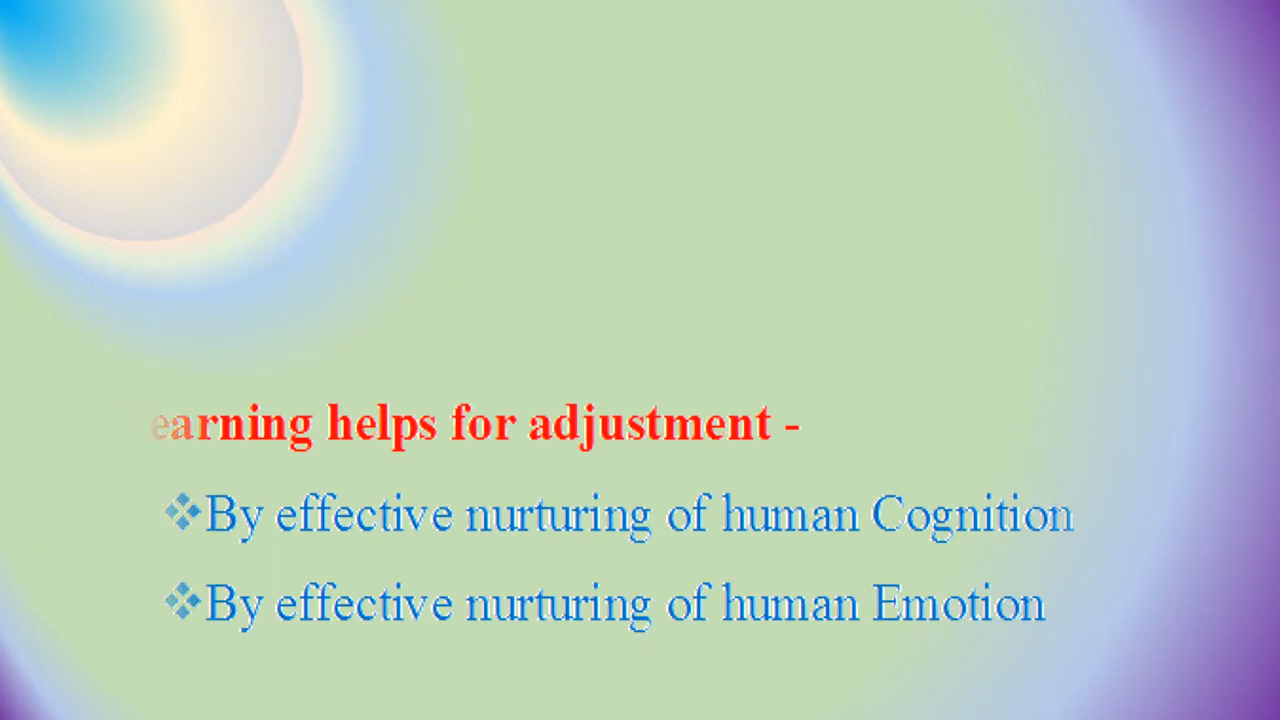 earning helps for adjustment -
❖By effective nurturing of human Cognition
❖By effective nurturing of human Emotion